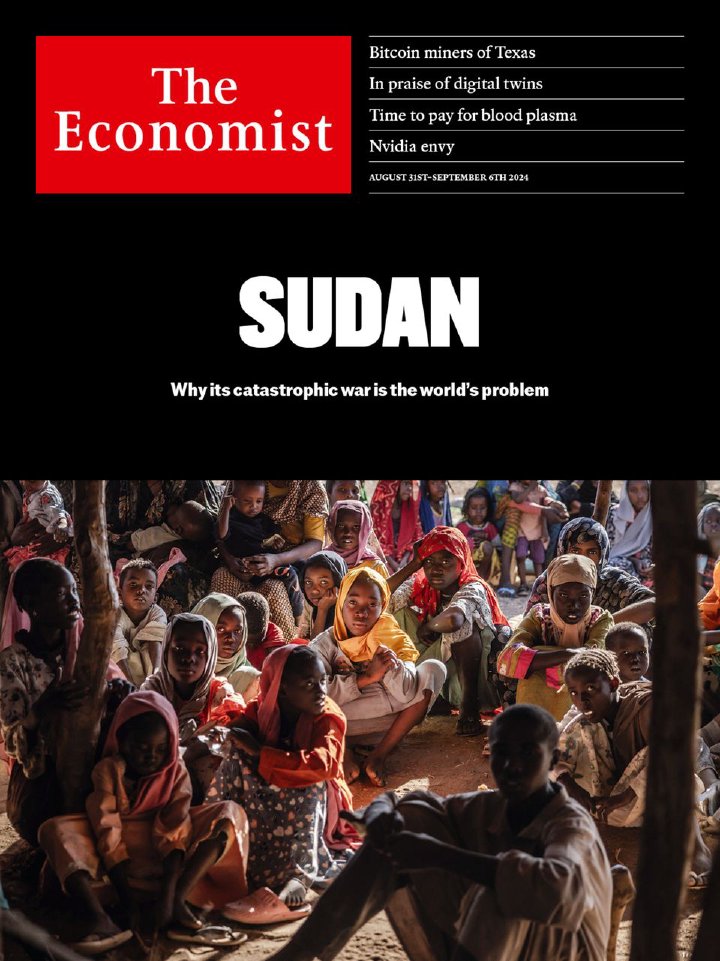 The
Economist
Bitcoin miners of Texas
In praise of digital twins
Time to pay for blood plasma
Nvidia envy
AUGUST 31ST–SEPTEMBER 6TH 2024
SUDAN
Why its catastrophic war is the world’s problem